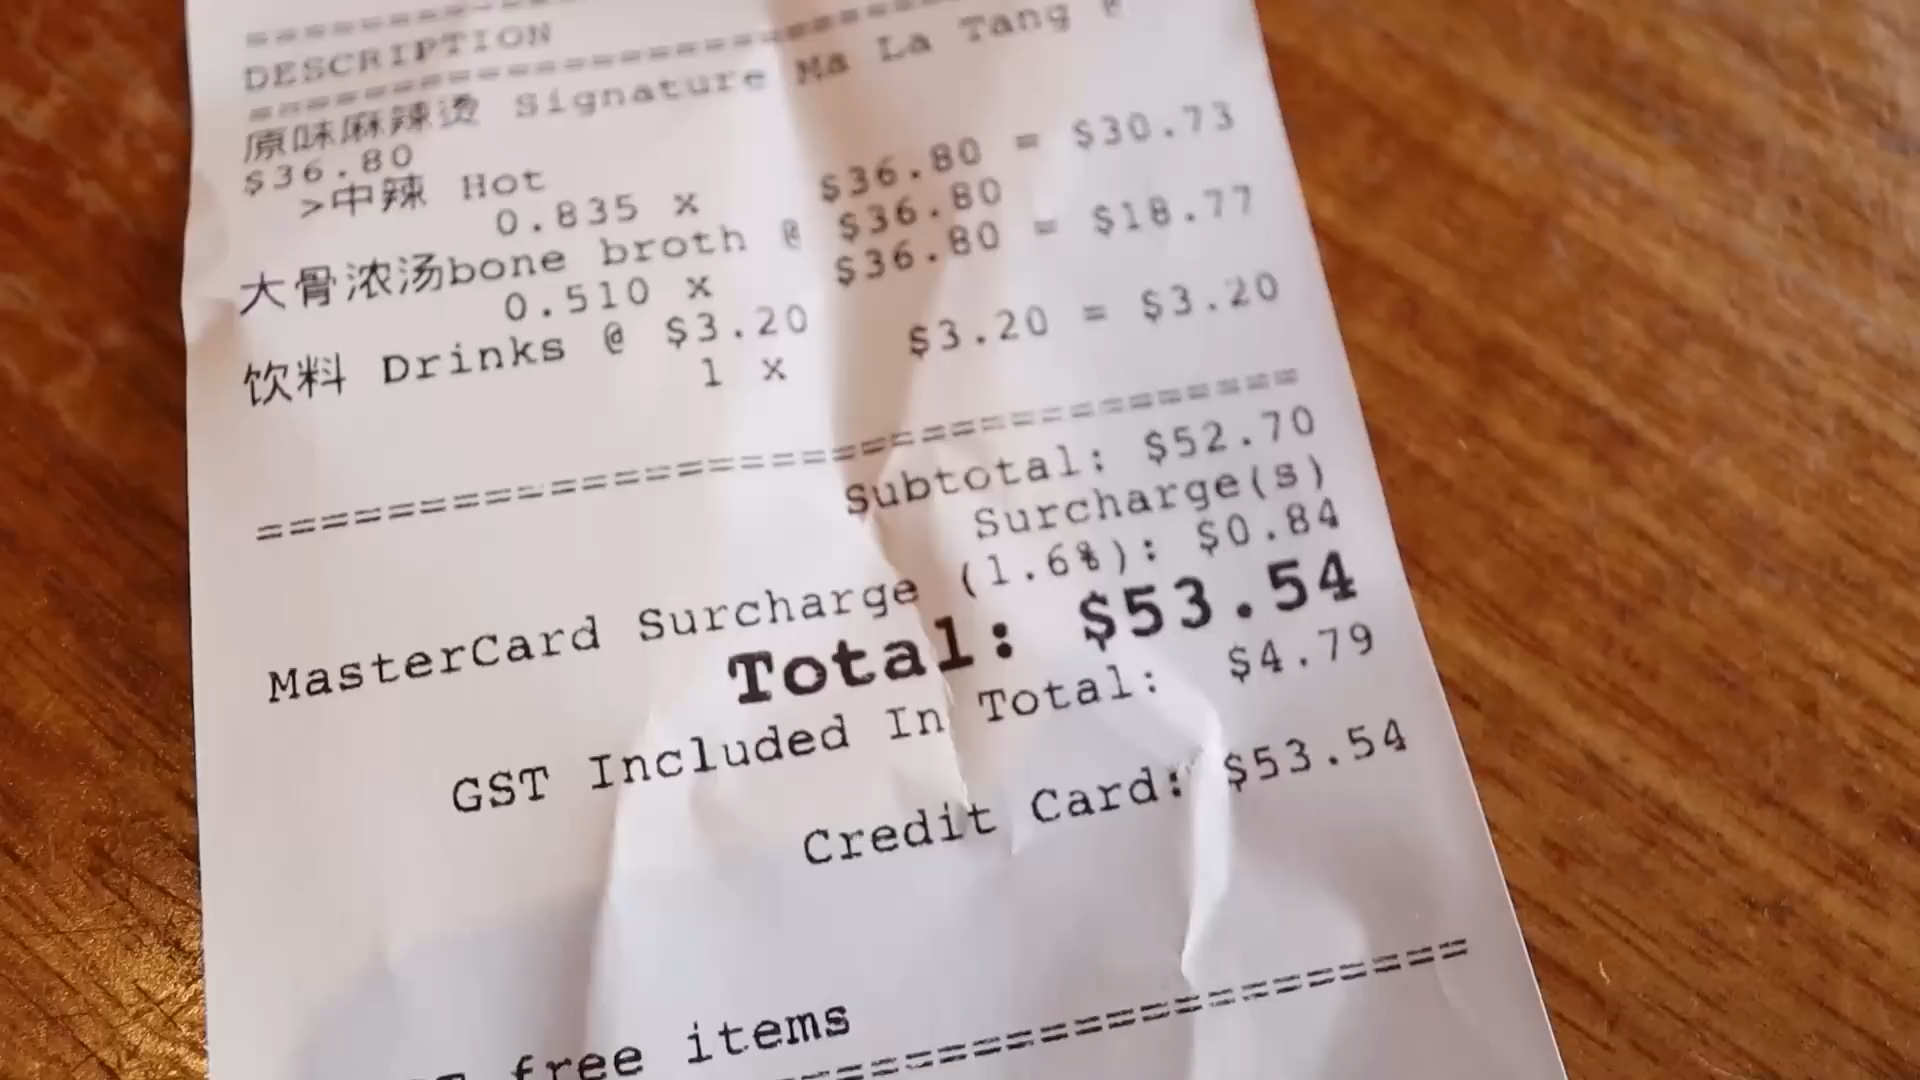 ================
DESCRIPTION
================
原味麻辣烫 Signature Ma La Tang @
$36.80
>中辣 Hot
0.835 x $36.80 = $30.73
大骨浓汤bone broth @ $36.80
0.510 x $36.80 = $18.77
饮料 Drinks @ $3.20
1 x $3.20 = $3.20
================================
Subtotal: $52.70
Surcharge(s)
MasterCard Surcharge (1.6%): $0.84
Total: $53.54
GST Included In Total: $4.79
Credit Card: $53.54
free items
================